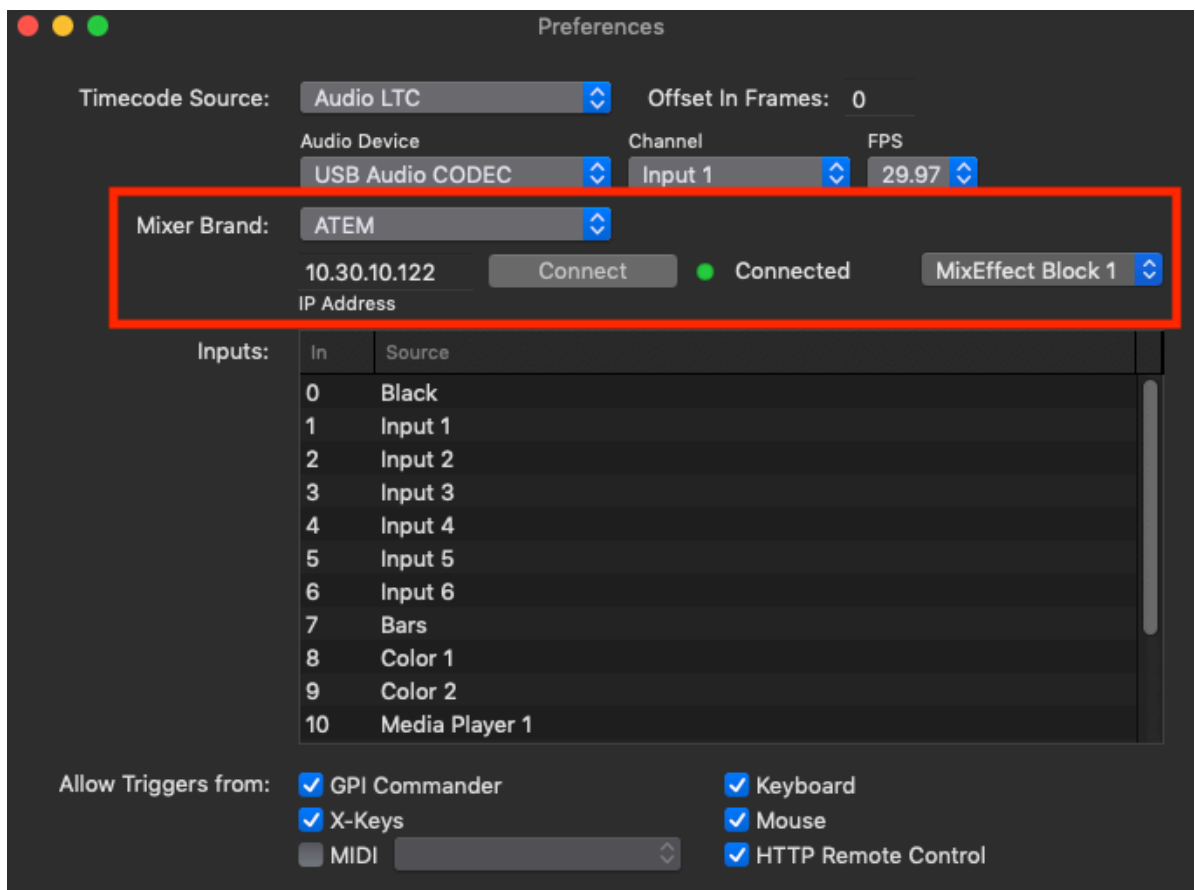 Preferences
Timecode Source: Audio LTC Offset In Frames: 0
Audio Device Channel FPS
USB Audio CODEC Input 1 29.97
Mixer Brand: ATEM
10.30.10.122 Connect Connected MixEffect Block 1
IP Address
Inputs: In Source
0 Black
1 Input 1
2 Input 2
3 Input 3
4 Input 4
5 Input 5
6 Input 6
7 Bars
8 Color 1
9 Color 2
10 Media Player 1
Allow Triggers from: GPI Commander Keyboard
X-Keys Mouse
MIDI HTTP Remote Control